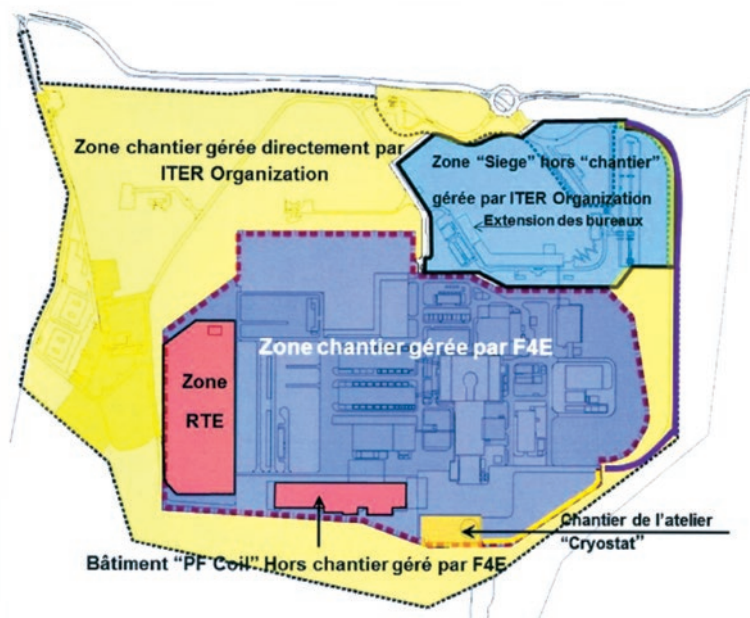 Zone chantier gérée directement par
ITER Organization
Zone "Siege" hors "chantier"
gérée par ITER Organization
Extension des bureaux
Zone chantier gérée par F4E
Zone
RTE
Chantier de l'atelier
"Cryostat"
Bâtiment "PF Coil" Hors chantier géré par F4E